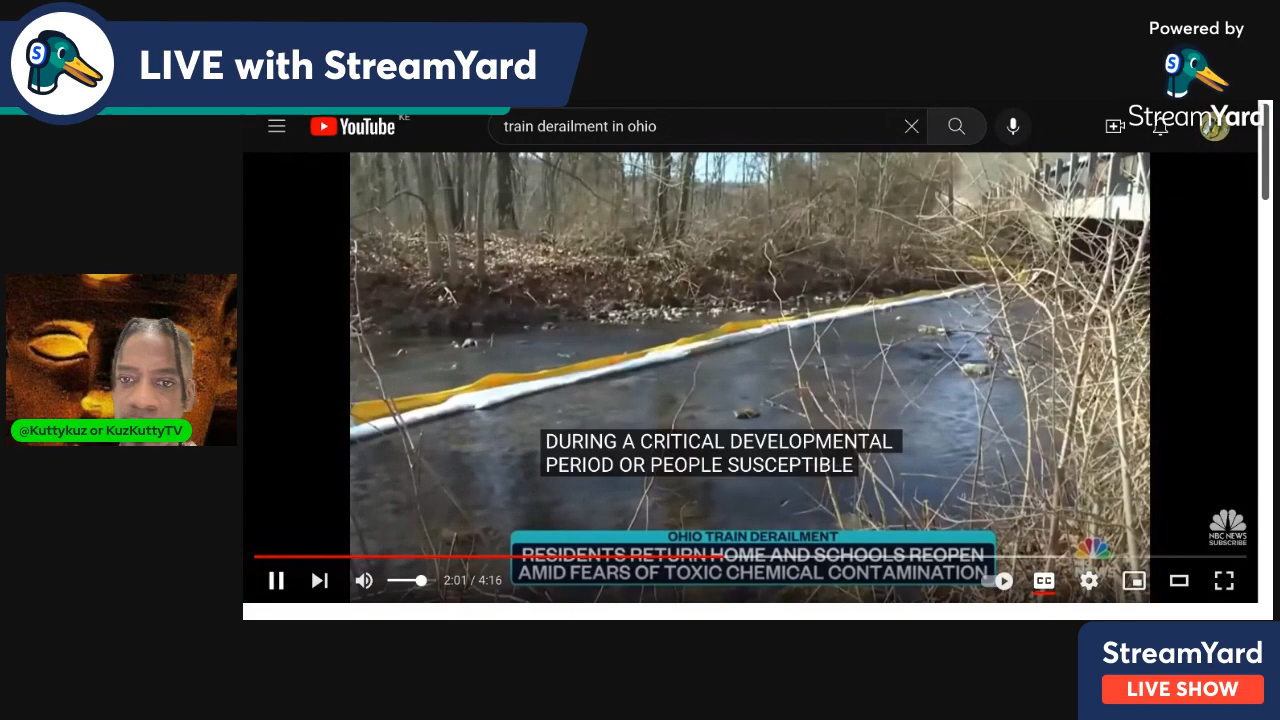 LIVE with StreamYard
Powered by
StreamYard
YouTube KE
train derailment in ohio
@Kuttykuz or KuzKuttyTV
DURING A CRITICAL DEVELOPMENTAL
PERIOD OR PEOPLE SUSCEPTIBLE
NBC NEWS
SUBSCRIBE
OHIO TRAIN DERAILMENT
RESIDENTS RETURN HOME AND SCHOOLS REOPEN
AMID FEARS OF TOXIC CHEMICAL CONTAMINATION
2:01 / 4:16
CC
StreamYard
LIVE SHOW